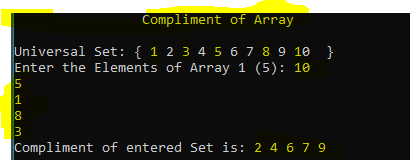 Compliment of Array
Universal Set: { 1 2 3 4 5 6 7 8 9 10  }
Enter the Elements of Array 1 (5): 10
5
1
8
3
Compliment of entered Set is: 2 4 6 7 9